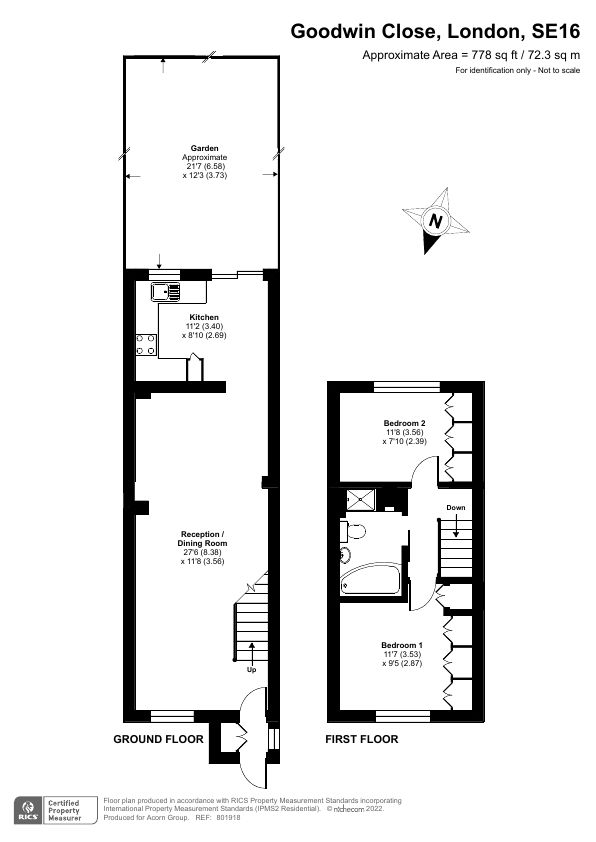 Goodwin Close, London, SE16
Approximate Area = 778 sq ft / 72.3 sq m
For identification only - Not to scale
Garden
Approximate
21'7 (6.58)
x 12'3 (3.73)
N
Kitchen
11'2 (3.40)
x 8'10 (2.69)
Bedroom 2
11'8 (3.56)
x 7'10 (2.39)
Down
Reception /
Dining Room
27'6 (8.38)
x 11'8 (3.56)
Up
Bedroom 1
11'7 (3.53)
x 9'5 (2.87)
GROUND FLOOR
FIRST FLOOR
RICS
Certified
Property
Measurer
Floor plan produced in accordance with RICS Property Measurement Standards incorporating
International Property Measurement Standards (IPMS2 Residential). © nichecom 2022.
Produced for Acorn Group. REF: 801918